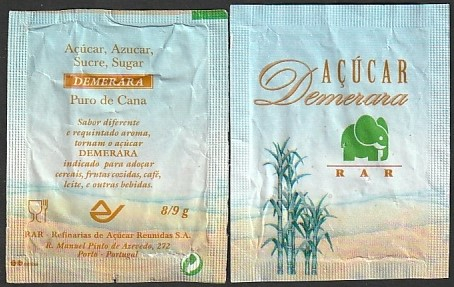 Açúcar, Azucar,
Sucre, Sugar
DEMERARA
Puro de Cana
Sabor diferente
e requintado aroma,
tornam o açúcar
DEMERARA
indicado para adoçar
cereais, frutas cozidas, café,
leite, e outras bebidas.
8/9 g
RAR - Refinarias de Açúcar Reunidas S.A.
R. Manuel Pinto de Azevedo, 272
Porto - Portugal
AÇÚCAR
Demerara
RAR